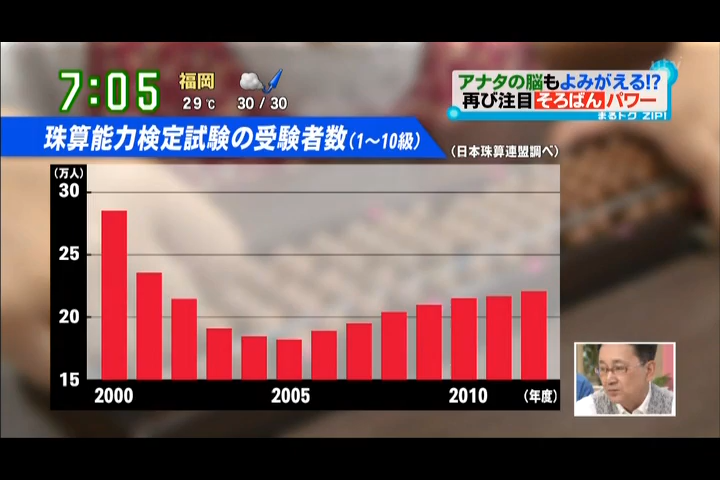 7:05
福岡
29℃
30 / 30
アナタの脳もよみがえる!?
再び注目 そろばん パワー
まるトク ZIP!
珠算能力検定試験の受験者数(1〜10級)
(日本珠算連盟調べ)
(万人)
30
25
20
15
2000
2005
2010
(年度)